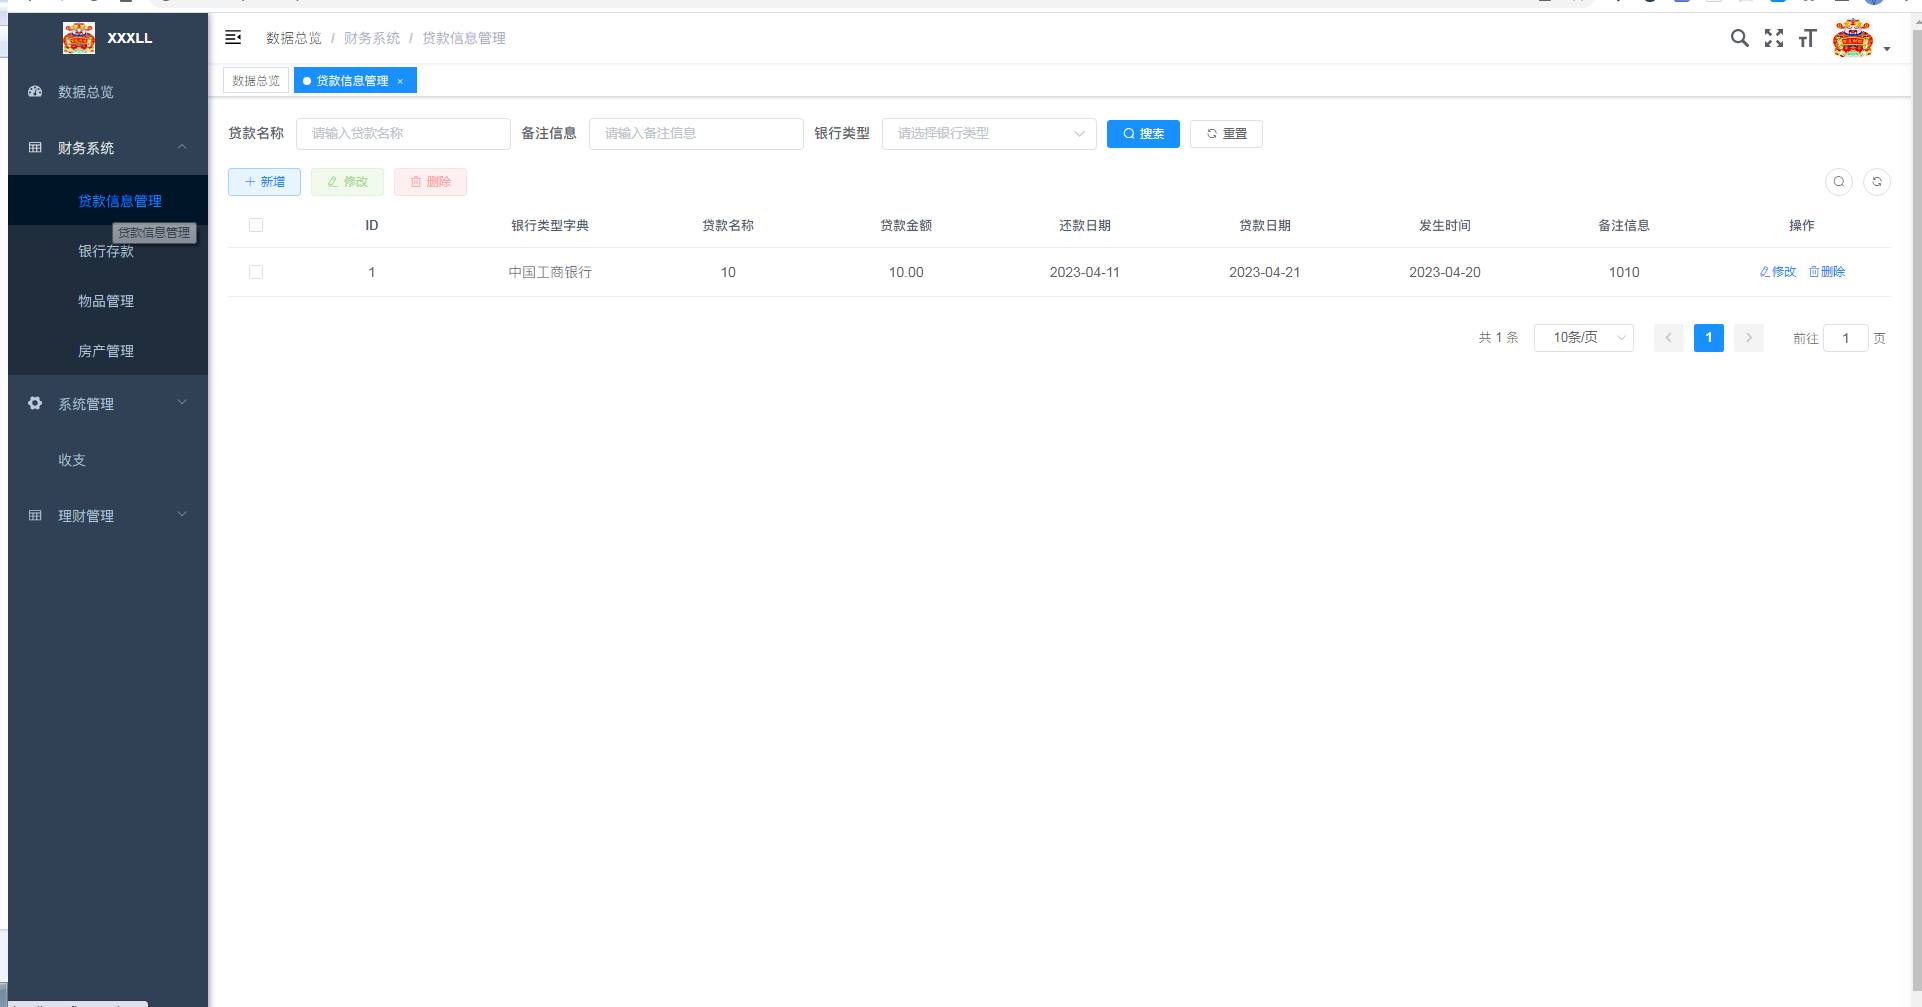 XXXLL
数据总览 / 财务系统 / 贷款信息管理
数据总览
贷款信息管理 ×
数据总览
财务系统
贷款信息管理
贷款信息管理
银行存款
物品管理
房产管理
系统管理
收支
理财管理
贷款名称 请输入贷款名称 备注信息 请输入备注信息 银行类型 请选择银行类型 搜索 重置
新增 修改 删除
ID 银行类型字典 贷款名称 贷款金额 还款日期 贷款日期 发生时间 备注信息 操作
1 中国工商银行 10 10.00 2023-04-11 2023-04-21 2023-04-20 1010 修改 删除
共 1 条 10条/页 1 前往 1 页